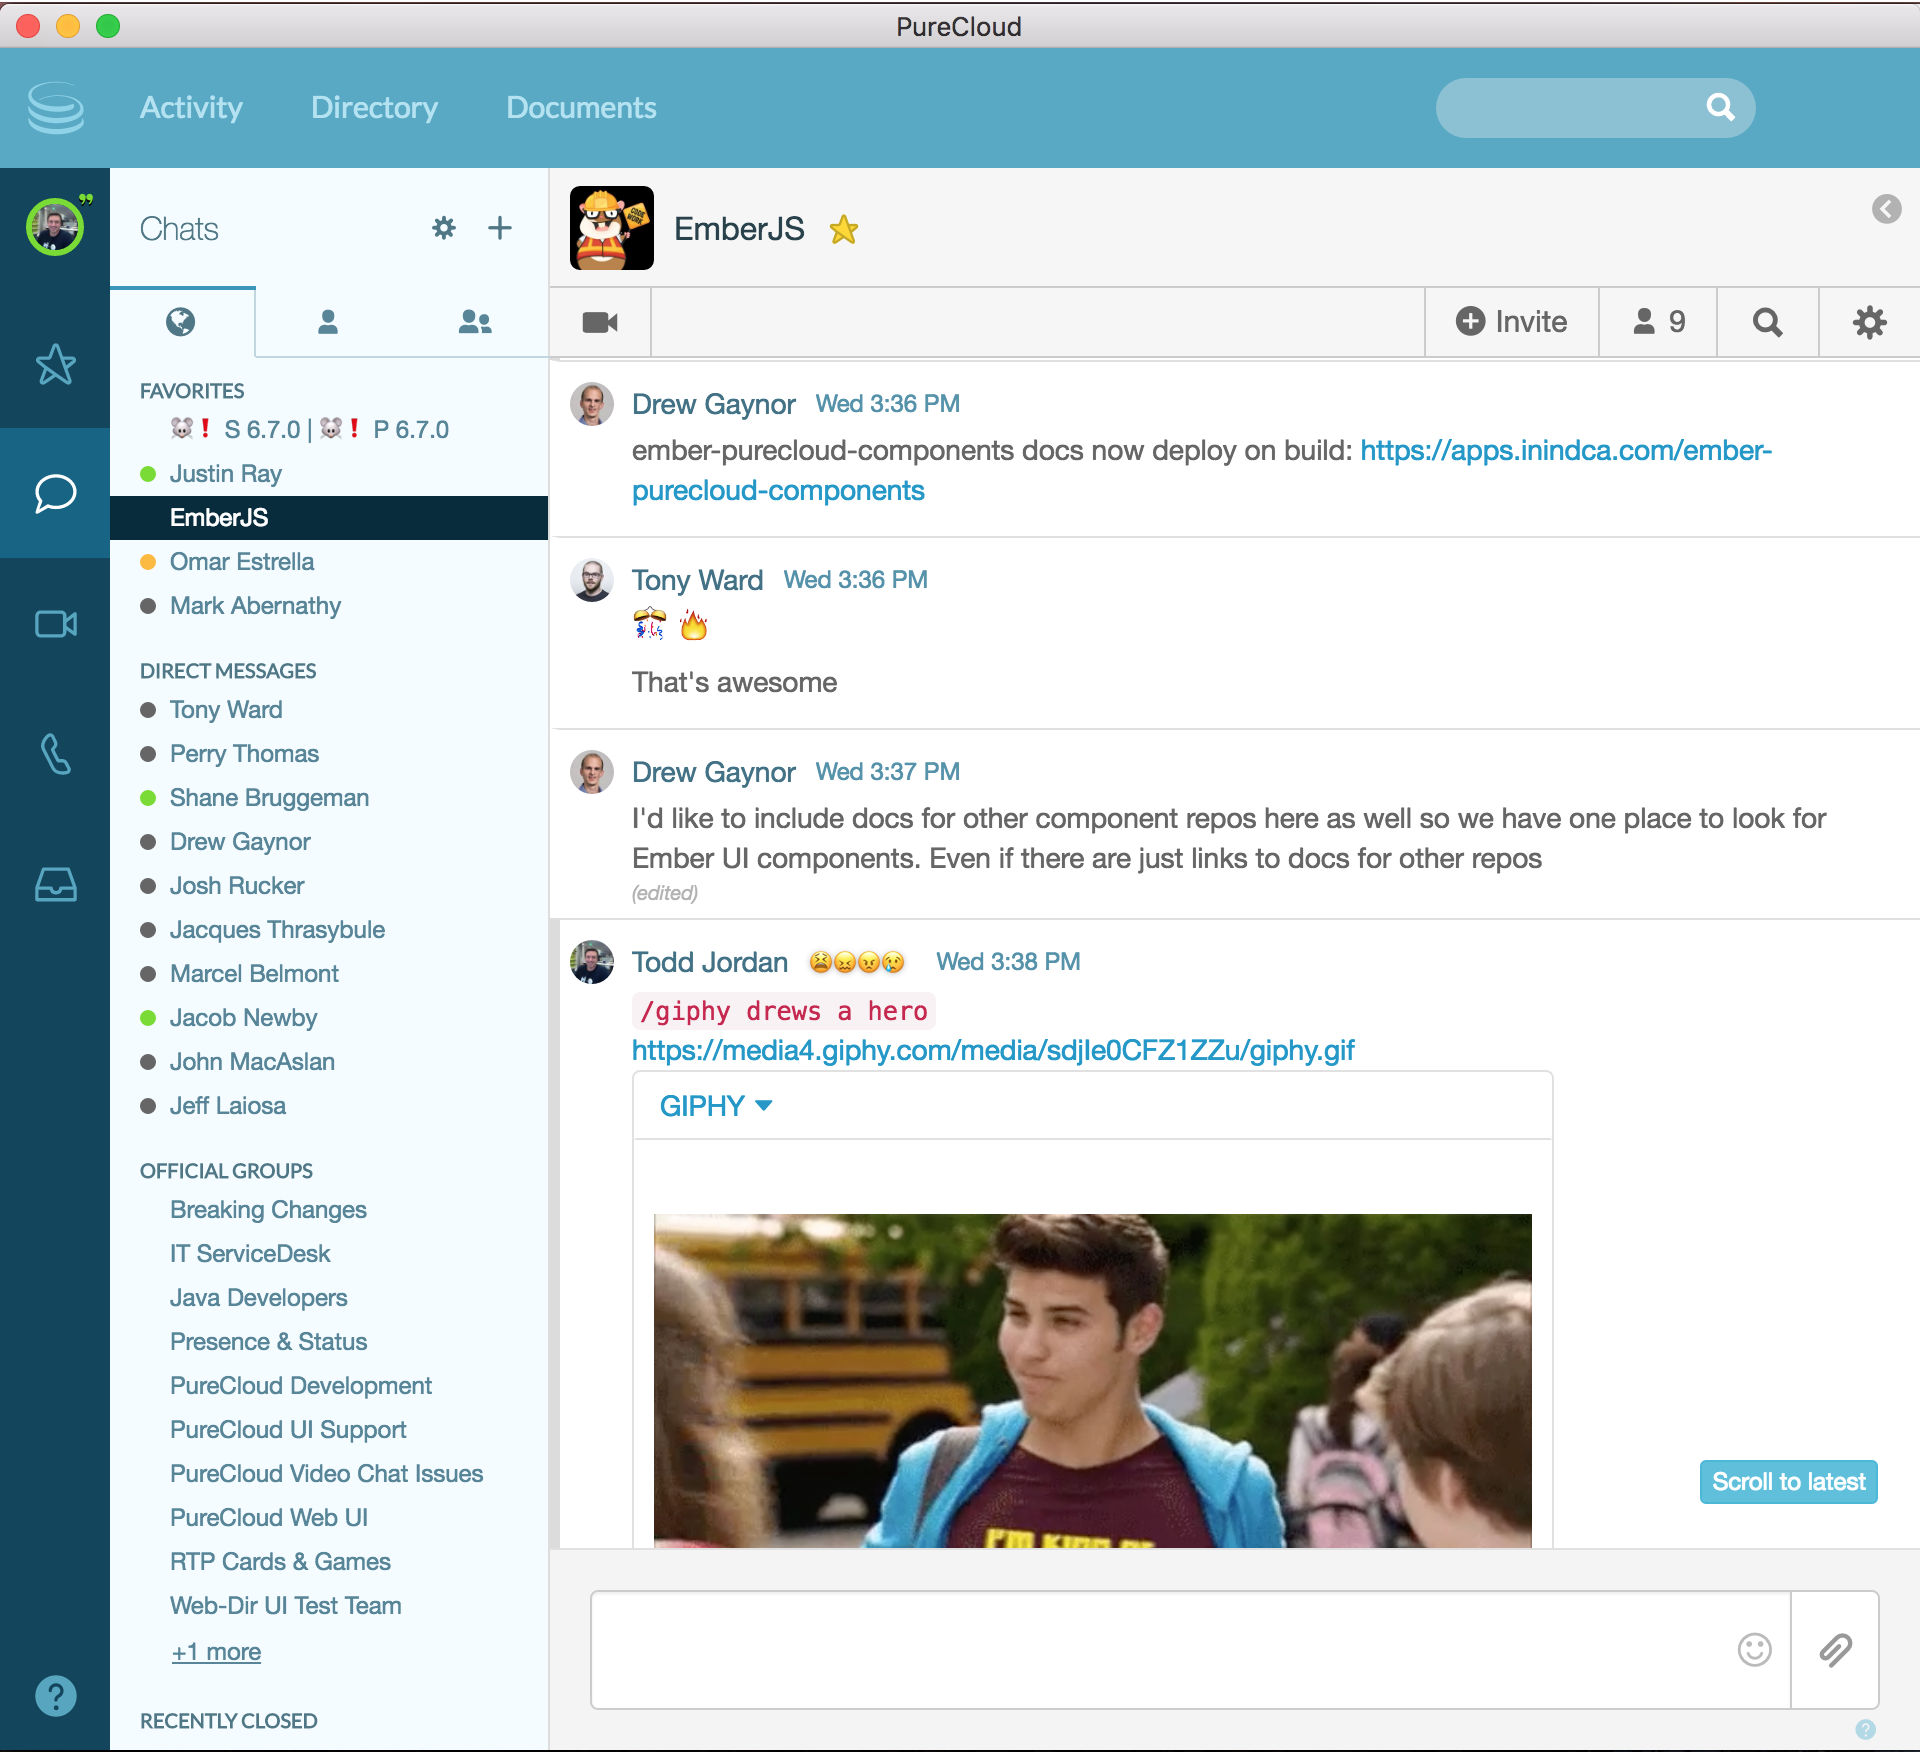 PureCloud
Activity
Directory
Documents
Chats
FAVORITES
S 6.7.0 | P 6.7.0
Justin Ray
EmberJS
Omar Estrella
Mark Abernathy
DIRECT MESSAGES
Tony Ward
Perry Thomas
Shane Bruggeman
Drew Gaynor
Josh Rucker
Jacques Thrasybule
Marcel Belmont
Jacob Newby
John MacAslan
Jeff Laiosa
OFFICIAL GROUPS
Breaking Changes
IT ServiceDesk
Java Developers
Presence & Status
PureCloud Development
PureCloud UI Support
PureCloud Video Chat Issues
PureCloud Web UI
RTP Cards & Games
Web-Dir UI Test Team
+1 more
RECENTLY CLOSED
CODE
WORK
EmberJS
Invite
9
Drew Gaynor Wed 3:36 PM
ember-purecloud-components docs now deploy on build: https://apps.inindca.com/ember-
purecloud-components
Tony Ward Wed 3:36 PM
That's awesome
Drew Gaynor Wed 3:37 PM
I'd like to include docs for other component repos here as well so we have one place to look for
Ember UI components. Even if there are just links to docs for other repos
(edited)
Todd Jordan Wed 3:38 PM
/giphy drews a hero
https://media4.giphy.com/media/sdjIe0CFZ1ZZu/giphy.gif
GIPHY
I'M KIND OF
Scroll to latest